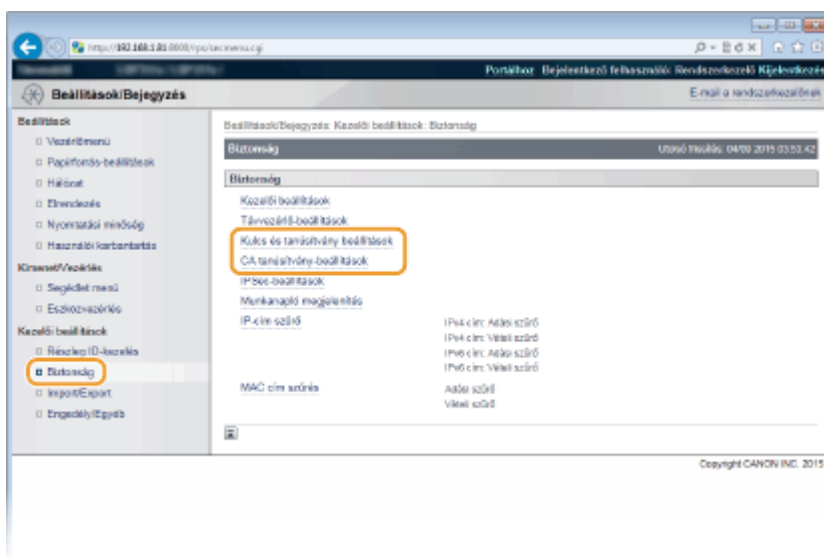 http://192.168.1.81:8000/rps/secmenu.cgi
Portálhoz Bejelentkező felhasználó: Rendszerkezelő Kijelentkezés
Beállítások/Bejegyzés
E-mail a rendszerkezelőnek
Beállítások
Vezérlőmenü
Papírforrás-beállítások
Hálózat
Elrendezés
Nyomtatási minőség
Használói karbantartás
Kimenet/Vezérlés
Segédlet menü
Eszközvezérlés
Kezelői beállítások
Részleg ID-kezelés
Biztonság
Import/Export
Engedély/Egyéb
Beállítások/Bejegyzés: Kezelői beállítások: Biztonság
Biztonság
Utolsó frissítés: 04/09 2015 03:53:42
Biztonság
Kezelői beállítások
Távvezérlő-beállítások
Kulcs és tanúsítvány beállítások
CA tanúsítvány-beállítások
IPSec-beállítások
Munkanapló megjelenítés
IP-cím szűrő
IPv4 cím: Adási szűrő
IPv4 cím: Vételi szűrő
IPv6 cím: Adási szűrő
IPv6 cím: Vételi szűrő
MAC cím szűrés
Adási szűrő
Vételi szűrő
Copyright CANON INC. 2015